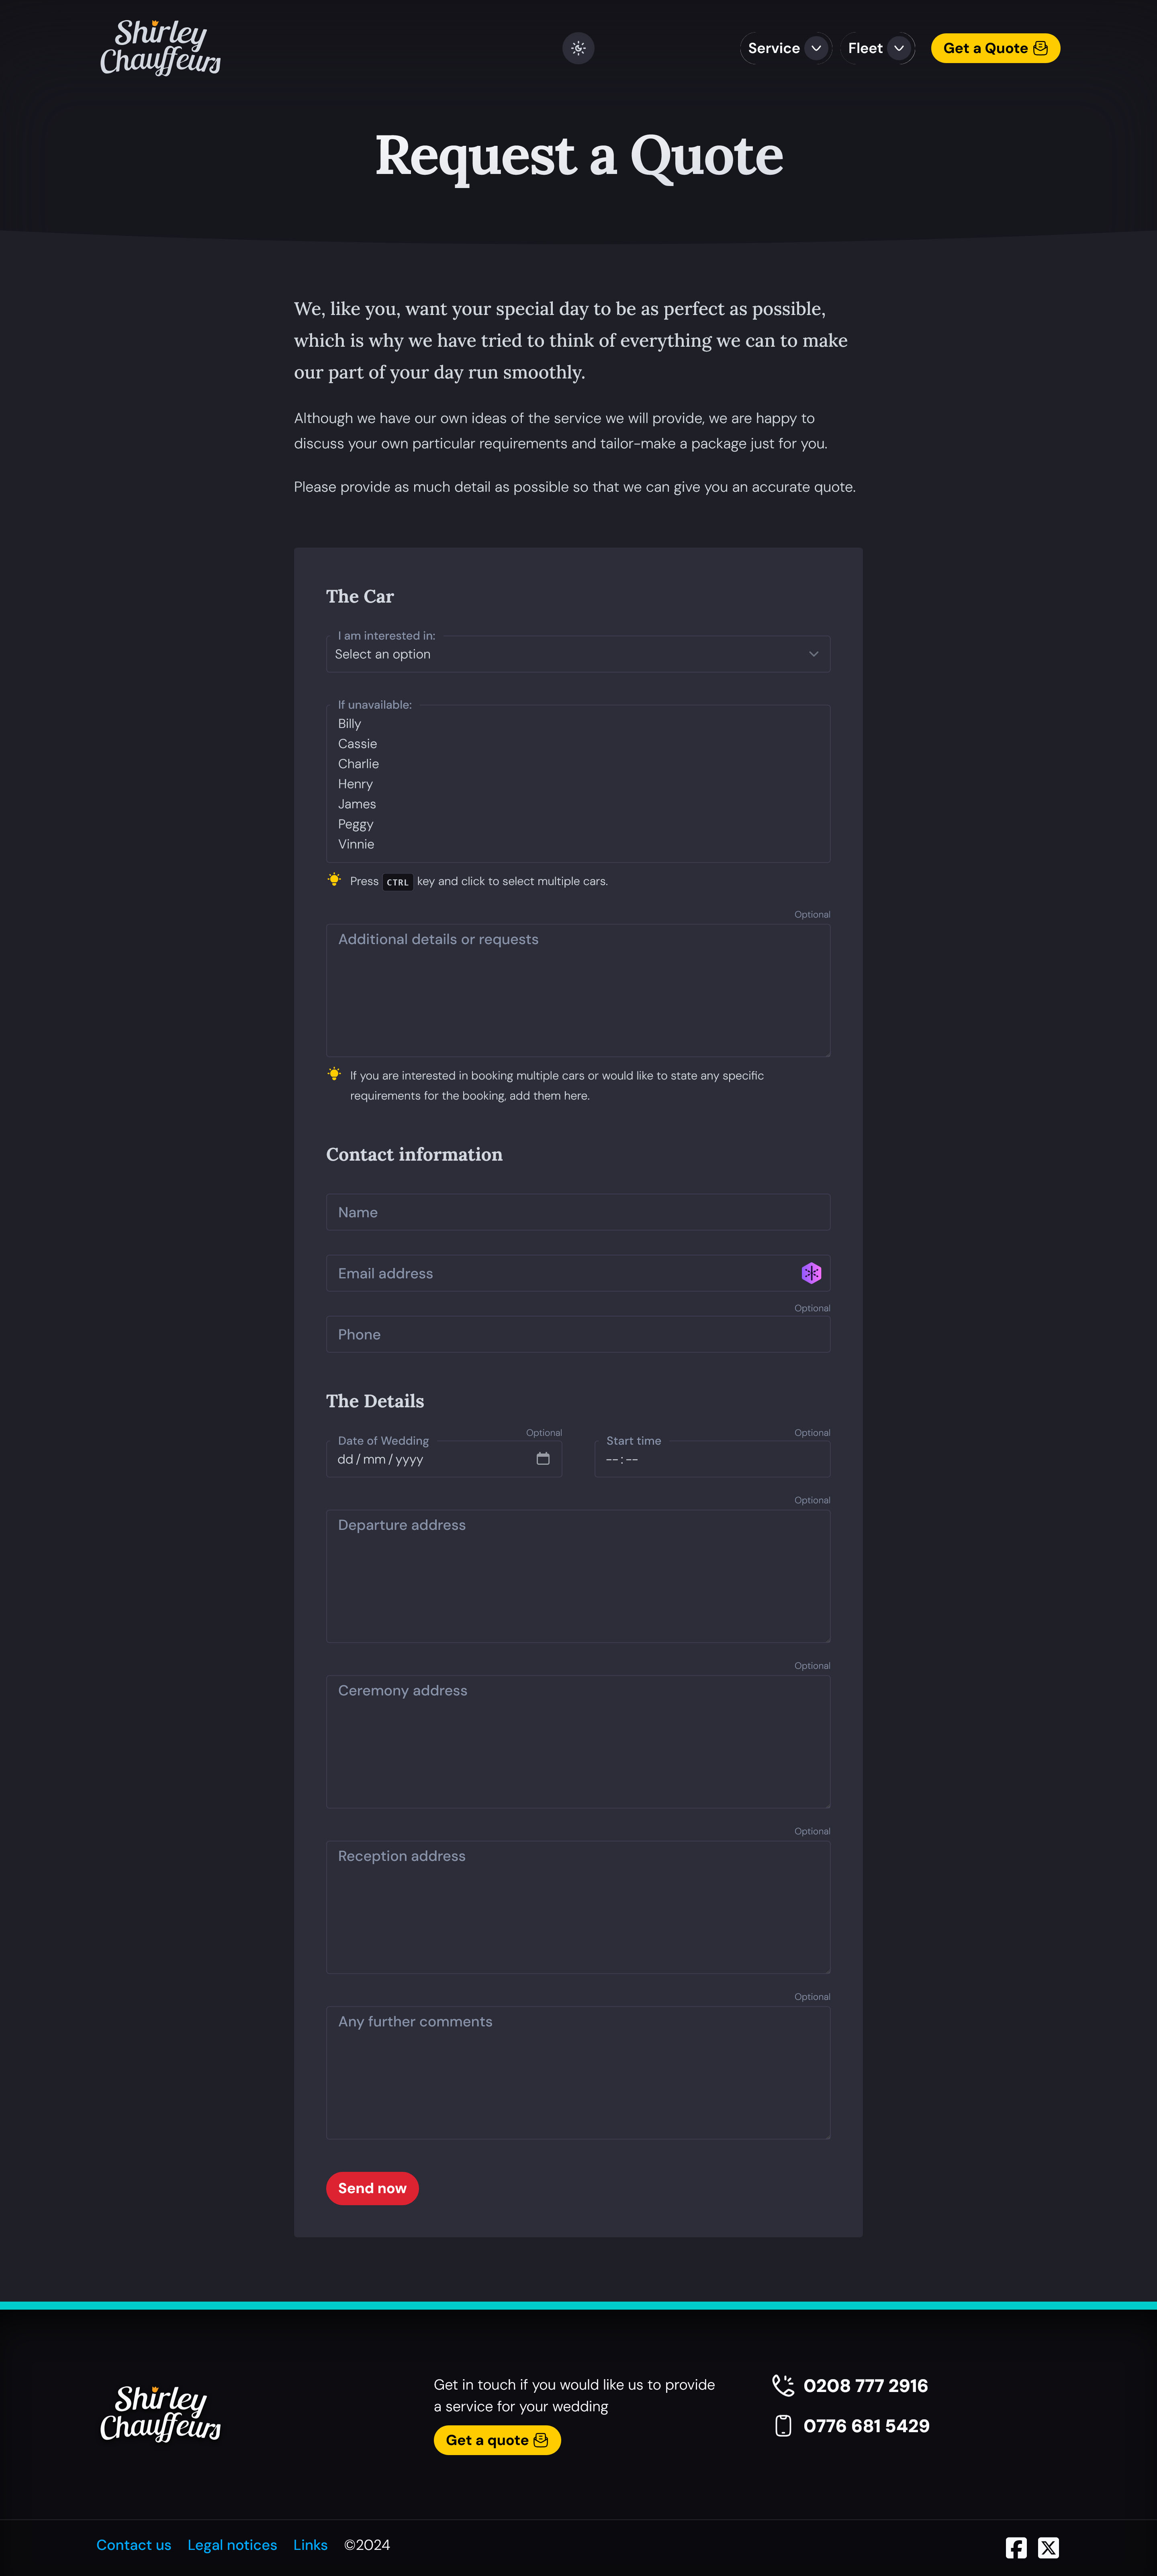 Shirley
Chauffeurs
Service
Fleet
Get a Quote
Request a Quote
We, like you, want your special day to be as perfect as possible,
which is why we have tried to think of everything we can to make
our part of your day run smoothly.
Although we have our own ideas of the service we will provide, we are happy to
discuss your own particular requirements and tailor-make a package just for you.
Please provide as much detail as possible so that we can give you an accurate quote.
The Car
I am interested in:
Select an option
If unavailable:
Billy
Cassie
Charlie
Henry
James
Peggy
Vinnie
Press CTRL key and click to select multiple cars.
Optional
Additional details or requests
If you are interested in booking multiple cars or would like to state any specific
requirements for the booking, add them here.
Contact information
Name
Email address
Optional
Phone
The Details
Optional
Date of Wedding
dd / mm / yyyy
Optional
Start time
-- : --
Optional
Departure address
Optional
Ceremony address
Optional
Reception address
Optional
Any further comments
Send now
Shirley
Chauffeurs
Get in touch if you would like us to provide
a service for your wedding
Get a quote
0208 777 2916
0776 681 5429
Contact us
Legal notices
Links
©2024